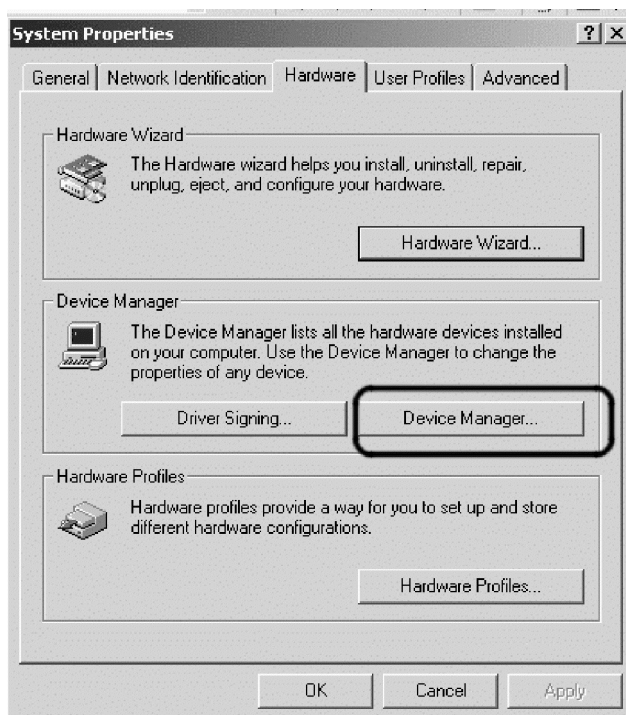 System Properties
General Network Identification Hardware User Profiles Advanced
Hardware Wizard
The Hardware wizard helps you install, uninstall, repair,
unplug, eject, and configure your hardware.
Hardware Wizard...
Device Manager
The Device Manager lists all the hardware devices installed
on your computer. Use the Device Manager to change the
properties of any device.
Driver Signing... Device Manager...
Hardware Profiles
Hardware profiles provide a way for you to set up and store
different hardware configurations.
Hardware Profiles...
OK Cancel Apply